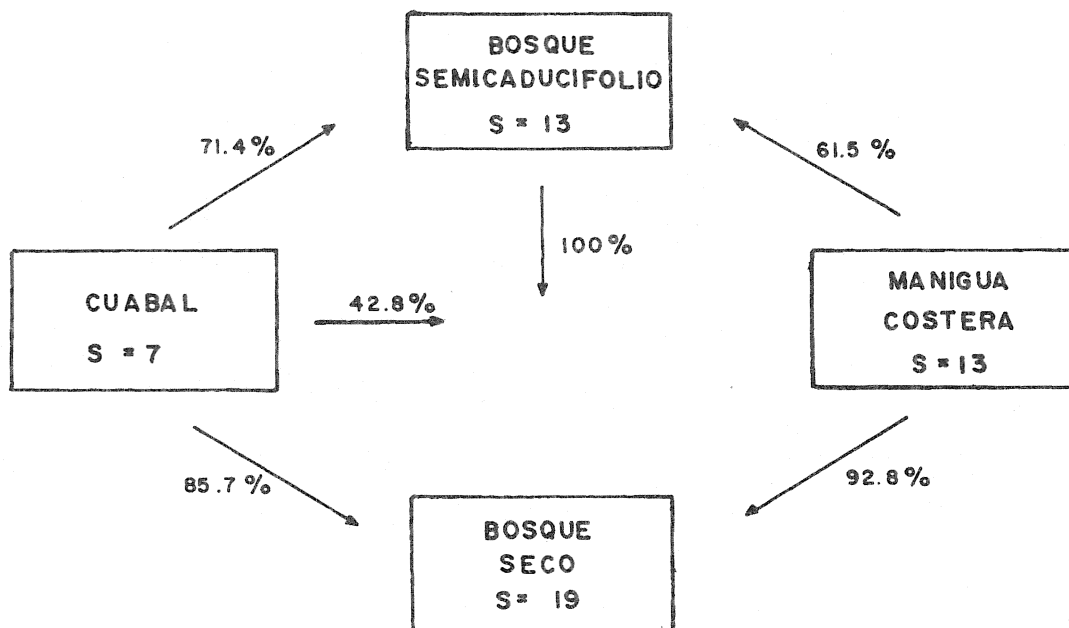 BOSQUE
SEMICADUCIFOLIO
S = 13
71.4%
61.5 %
100%
CUABAL
S = 7
42.8%
MANIGUA
COSTERA
S = 13
85.7%
92.8%
BOSQUE
SECO
S = 19